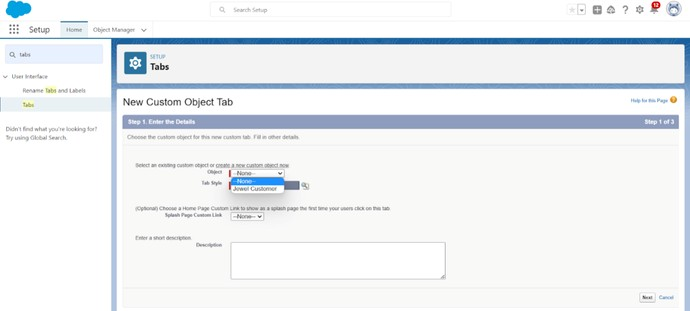 Search Setup
12
Setup
Home
Object Manager
tabs
User Interface
Rename Tabs and Labels
Tabs
Didn't find what you're looking for?
Try using Global Search.
SETUP
Tabs
New Custom Object Tab
Help for this Page
Step 1. Enter the Details
Step 1 of 3
Choose the custom object for this new custom tab. Fill in other details.
Select an existing custom object or create a new custom object now.
Object
--None--
--None--
Jewel Customer
Tab Style
(Optional) Choose a Home Page Custom Link to show as a splash page the first time your users click on this tab.
Splash Page Custom Link
--None--
Enter a short description.
Description
Next
Cancel